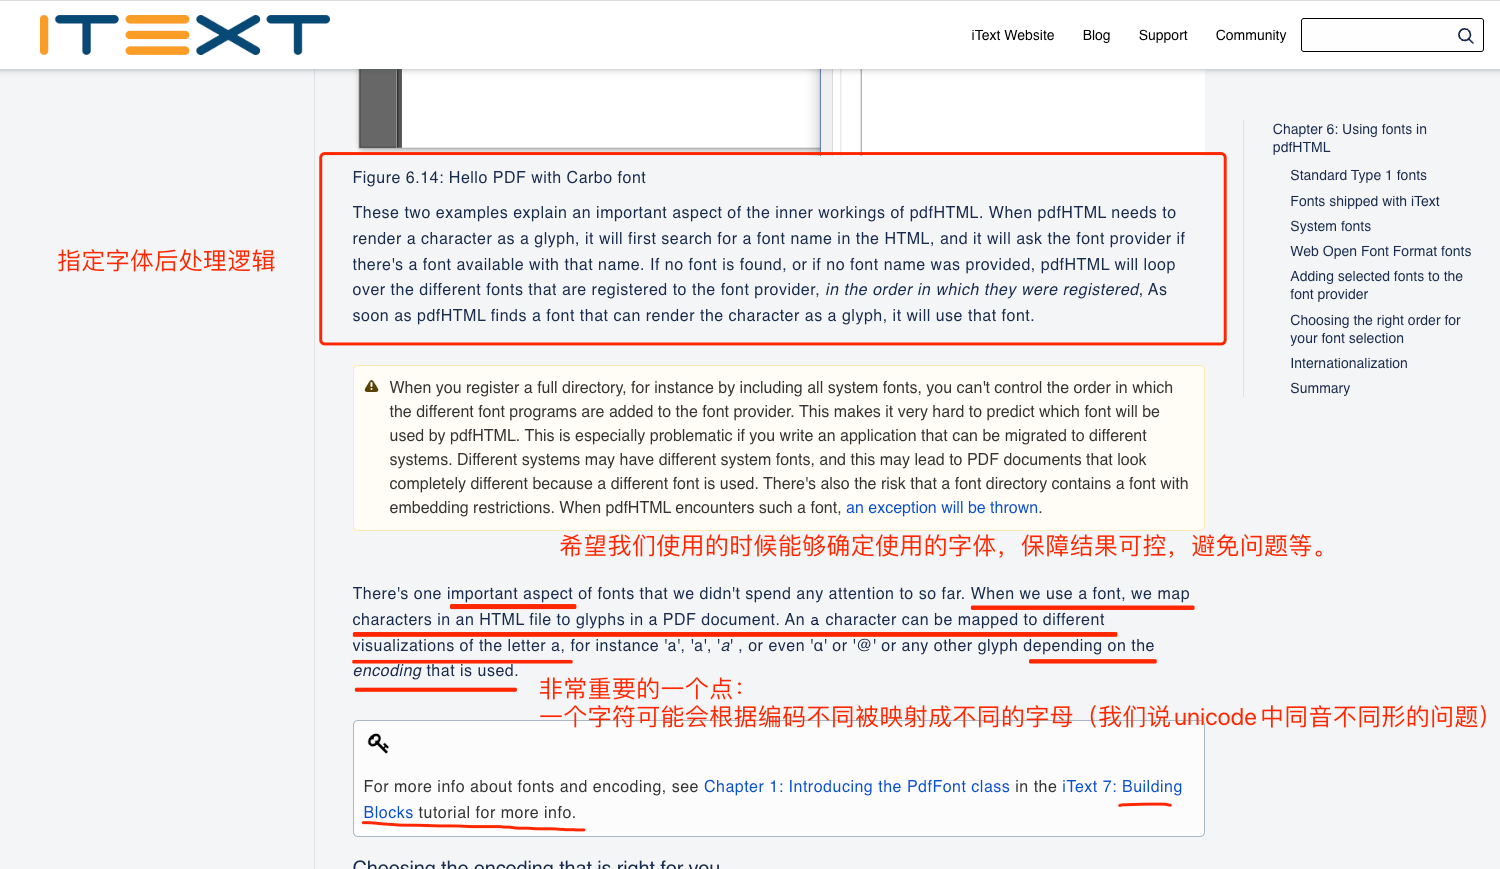 ITEXT
iText Website
Blog
Support
Community
Chapter 6: Using fonts in
pdfHTML
Standard Type 1 fonts
Fonts shipped with iText
System fonts
Web Open Font Format fonts
Adding selected fonts to the
font provider
Choosing the right order for
your font selection
Internationalization
Summary
Figure 6.14: Hello PDF with Carbo font
These two examples explain an important aspect of the inner workings of pdfHTML. When pdfHTML needs to
render a character as a glyph, it will first search for a font name in the HTML, and it will ask the font provider if
there's a font available with that name. If no font is found, or if no font name was provided, pdfHTML will loop
over the different fonts that are registered to the font provider, in the order in which they were registered, As
soon as pdfHTML finds a font that can render the character as a glyph, it will use that font.
指定字体后处理逻辑
When you register a full directory, for instance by including all system fonts, you can't control the order in which
the different font programs are added to the font provider. This makes it very hard to predict which font will be
used by pdfHTML. This is especially problematic if you write an application that can be migrated to different
systems. Different systems may have different system fonts, and this may lead to PDF documents that look
completely different because a different font is used. There's also the risk that a font directory contains a font with
embedding restrictions. When pdfHTML encounters such a font, an exception will be thrown.
希望我们使用的时候能够确定使用的字体，保障结果可控，避免问题等。
There's one important aspect of fonts that we didn't spend any attention to so far. When we use a font, we map
characters in an HTML file to glyphs in a PDF document. An a character can be mapped to different
visualizations of the letter a, for instance 'a', 'a', 'a' , or even 'ɑ' or '@' or any other glyph depending on the
encoding that is used.
非常重要的一个点：
一个字符可能会根据编码不同被映射成不同的字母（我们说unicode中同音不同形的问题）
For more info about fonts and encoding, see Chapter 1: Introducing the PdfFont class in the iText 7: Building
Blocks tutorial for more info.
Choosing the encoding that is right for you